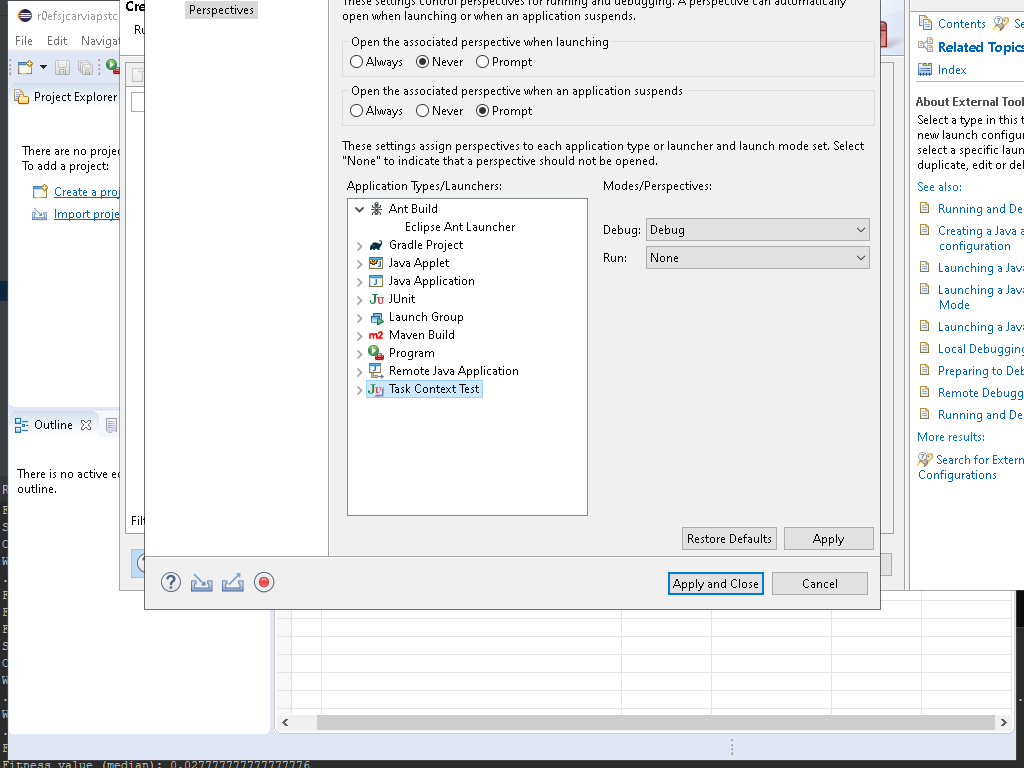 r0efsjcarviapstc
File Edit Navigat
Project Explorer
There are no projec
To add a project:
Create a proj
Import proje
Outline
There is no active ed
outline.
Cre
Ru
Filt
Perspectives
These settings control perspectives for running and debugging. A perspective can automatically
open when launching or when an application suspends.
Open the associated perspective when launching
Always Never Prompt
Open the associated perspective when an application suspends
Always Never Prompt
These settings assign perspectives to each application type or launcher and launch mode set. Select
"None" to indicate that a perspective should not be opened.
Application Types/Launchers:
Ant Build
Eclipse Ant Launcher
Gradle Project
Java Applet
Java Application
JUnit
Launch Group
Maven Build
Program
Remote Java Application
Task Context Test
Modes/Perspectives:
Debug: Debug
Run: None
Restore Defaults Apply
Apply and Close Cancel
Contents Se
Related Topics
Index
About External Tool
Select a type in this t
new launch configur
select a specific laun
duplicate, edit or del
See also:
Running and De
Creating a Java a
configuration
Launching a Java
Launching a Java
Mode
Launching a Java
Local Debugging
Preparing to Deb
Remote Debugg
Running and De
More results:
Search for Extern
Configurations
Fitness value (median): 0.027777777777777776